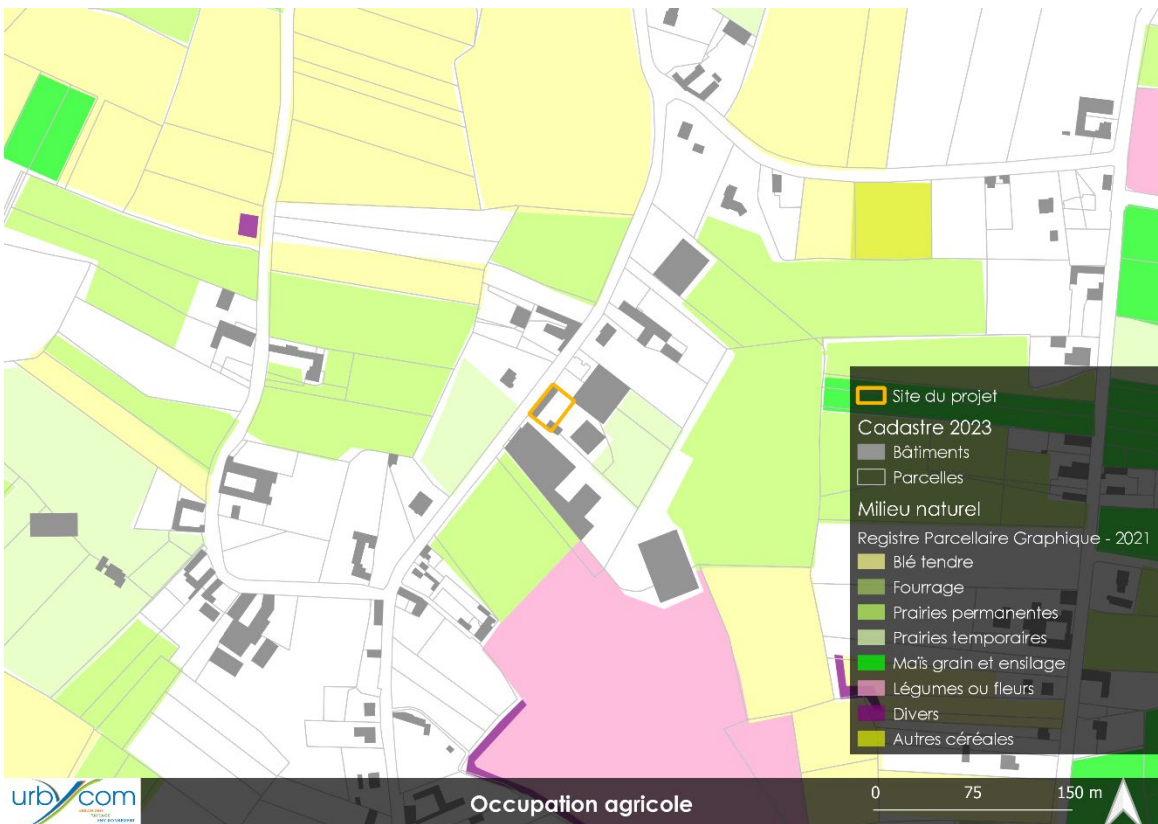 Site du projet
Cadastre 2023
Bâtiments
Parcelles
Milieu naturel
Registre Parcellaire Graphique - 2021
Blé tendre
Fourrage
Prairies permanentes
Prairies temporaires
Maïs grain et ensilage
Légumes ou fleurs
Divers
Autres céréales
urbycom
Occupation agricole
0 75 150 m